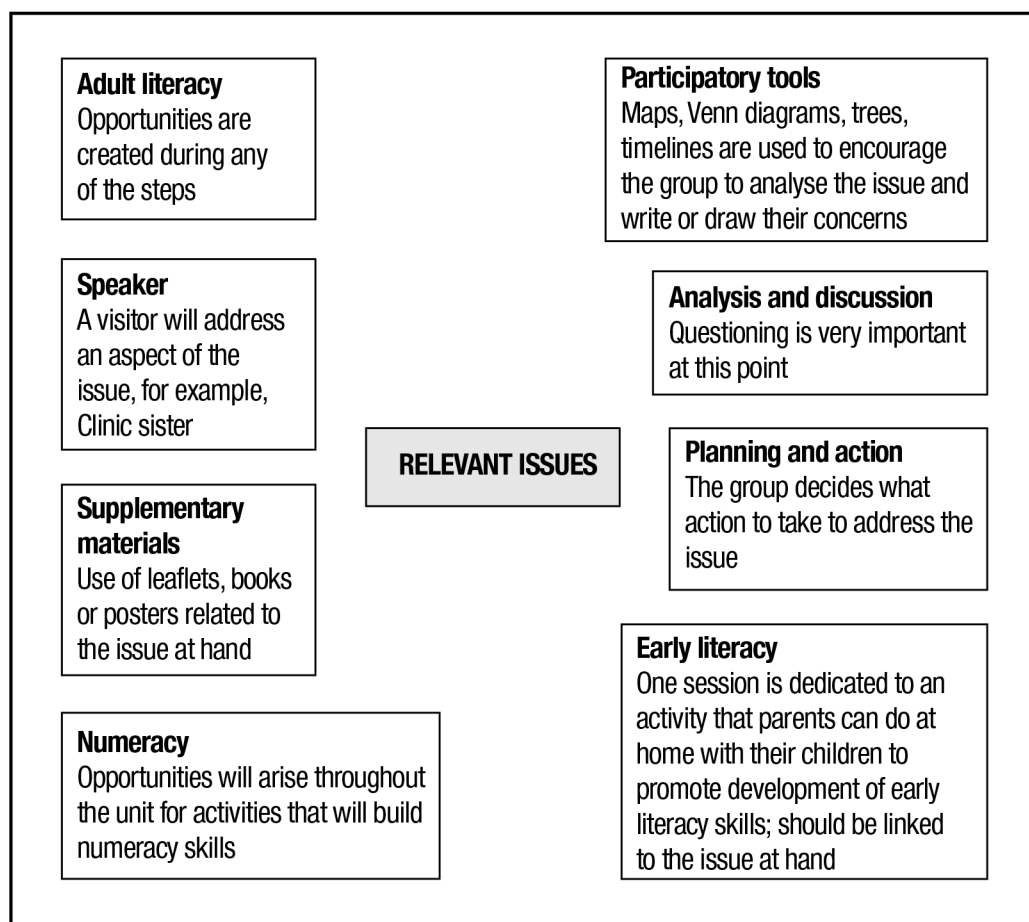 Adult literacy
Opportunities are
created during any
of the steps
Speaker
A visitor will address
an aspect of the
issue, for example,
Clinic sister
Supplementary
materials
Use of leaflets, books
or posters related to
the issue at hand
Numeracy
Opportunities will arise throughout
the unit for activities that will build
numeracy skills
RELEVANT ISSUES
Participatory tools
Maps, Venn diagrams, trees,
timelines are used to encourage
the group to analyse the issue and
write or draw their concerns
Analysis and discussion
Questioning is very important
at this point
Planning and action
The group decides what
action to take to address the
issue
Early literacy
One session is dedicated to an
activity that parents can do at
home with their children to
promote development of early
literacy skills; should be linked
to the issue at hand